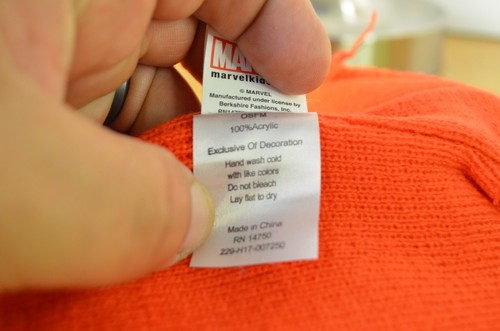 MAR
marvelkids
© MARVEL
Manufactured under license by
Berkshire Fashions, Inc.
OSFM
100%Acrylic
Exclusive Of Decoration
Hand wash cold
with like colors
Do not bleach
Lay flat to dry
Made in China
RN 14750
229-H17-007250